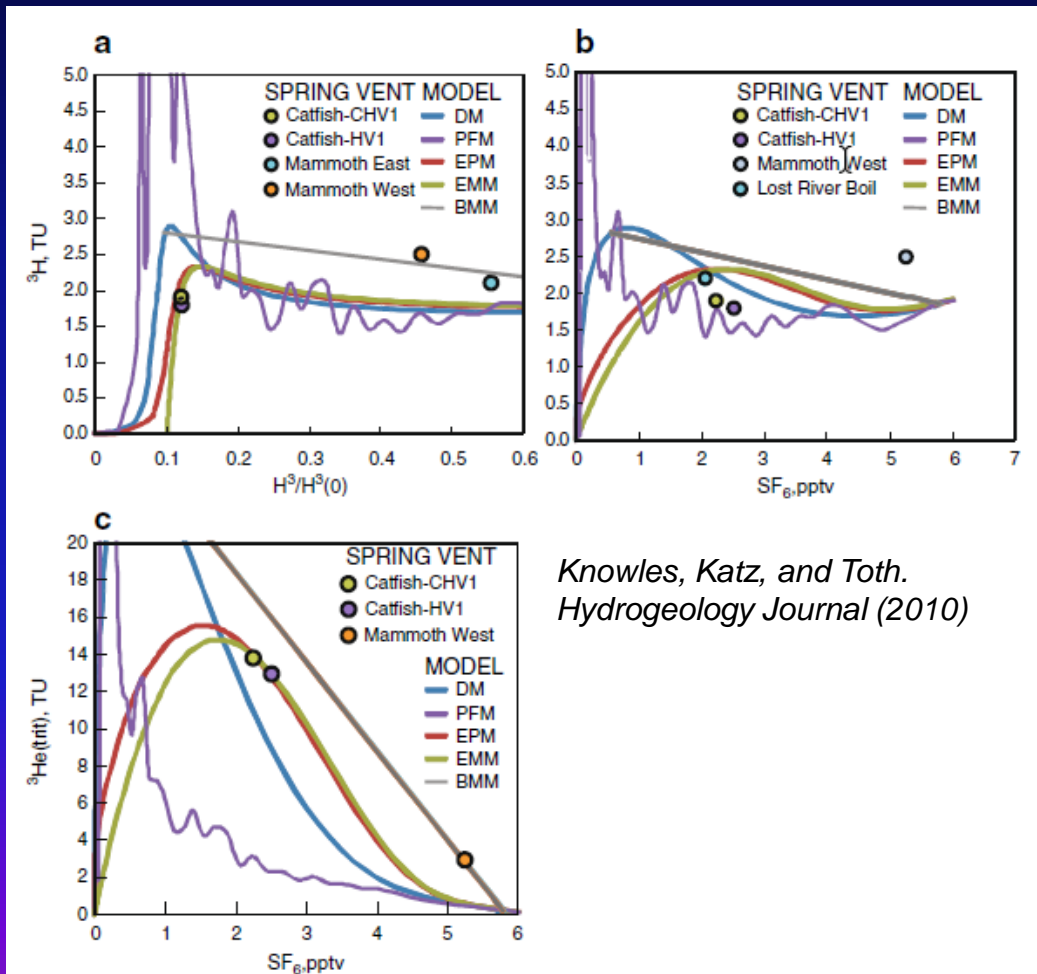 a
5.0
4.5
4.0
3.5
3.0
2.5
2.0
1.5
1.0
0.5
0.0
³H, TU
SPRING VENT MODEL
Catfish-CHV1 DM
Catfish-HV1 PFM
Mammoth East EPM
Mammoth West EMM
BMM
0 0.1 0.2 0.3 0.4 0.5 0.6
H³/H³(0)
b
5.0
4.5
4.0
3.5
3.0
2.5
2.0
1.5
1.0
0.5
0.0
SPRING VENT MODEL
Catfish-CHV1 DM
Catfish-HV1 PFM
Mammoth West EPM
Lost River Boil EMM
BMM
0 1 2 3 4 5 6 7
SF₆,pptv
c
20
18
16
14
12
10
8
6
4
2
0
³He(trit), TU
SPRING VENT
Catfish-CHV1
Catfish-HV1
Mammoth West
MODEL
DM
PFM
EPM
EMM
BMM
0 1 2 3 4 5 6
SF₆,pptv
Knowles, Katz, and Toth.
Hydrogeology Journal (2010)